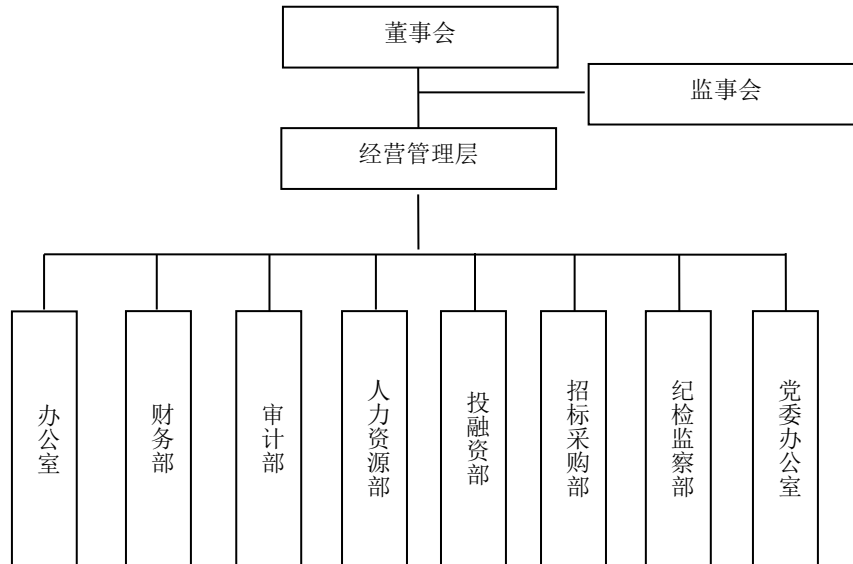 董事会
监事会
经营管理层
办公室
财务部
审计部
人力资源部
投融资部
招标采购部
纪检监察部
党委办公室